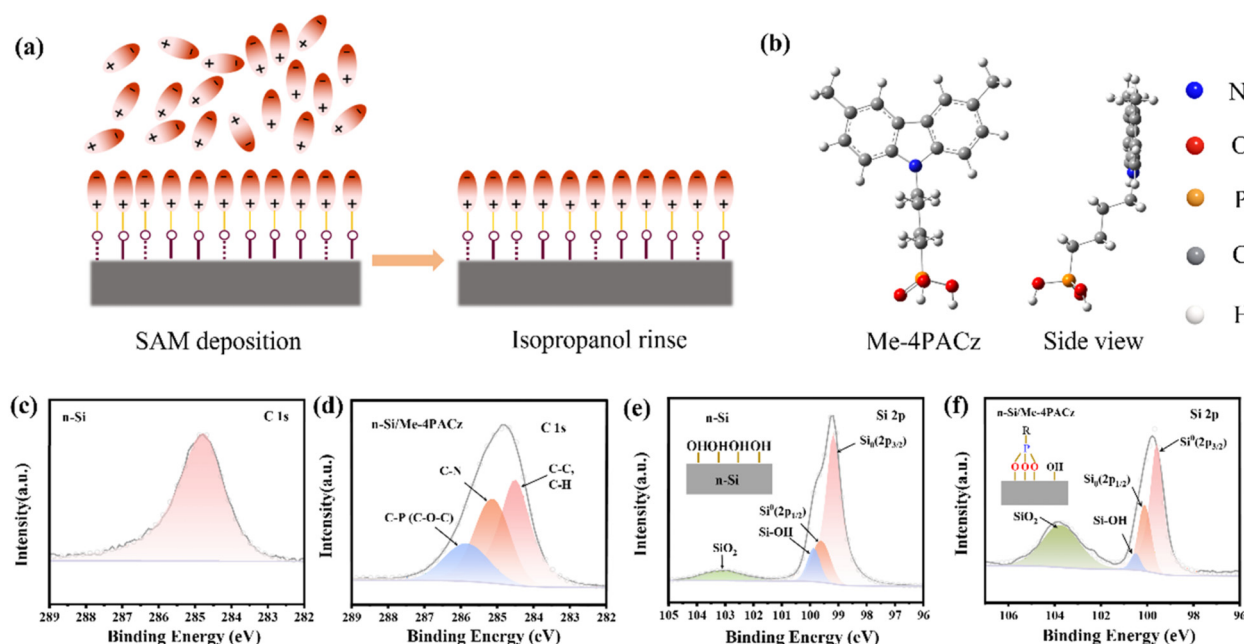 (a)
SAM deposition
Isopropanol rinse
(b)
Me-4PACz
Side view
N
P
H
(c)
n-Si
C 1s
Intensity(a.u.)
289 288 287 286 285 284 283 282
Binding Energy (eV)
(d)
n-Si/Me-4PACz
C 1s
C-N
C-C,
C-H
C-P (C-O-C)
Intensity(a.u.)
288 287 286 285 284 283 282
Binding Energy (eV)
(e)
n-Si
Si 2p
OHOHOHOH
n-Si
Si⁰(2p₃/₂)
Si⁰(2p₁/₂)
Si-OH
SiO₂
Intensity(a.u.)
105 104 103 102 101 100 99 98 97 96
Binding Energy (eV)
(f)
n-Si/Me-4PACz
Si 2p
R
P
O O O OH
Si⁰(2p₃/₂)
Si₀(2p₁/₂)
Si-OH
SiO₂
Intensity(a.u.)
106 104 102 100 98 96
Binding Energy (eV)